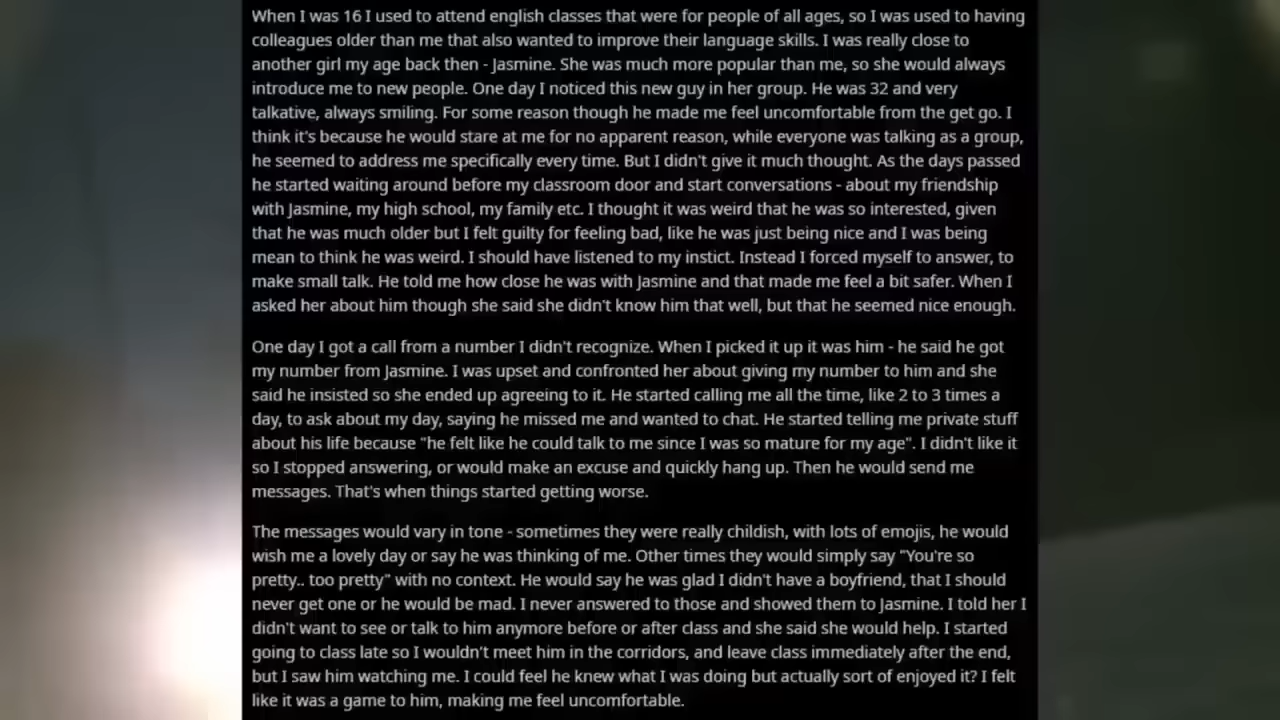 When I was 16 I used to attend english classes that were for people of all ages, so I was used to having
colleagues older than me that also wanted to improve their language skills. I was really close to
another girl my age back then - Jasmine. She was much more popular than me, so she would always
introduce me to new people. One day I noticed this new guy in her group. He was 32 and very
talkative, always smiling. For some reason though he made me feel uncomfortable from the get go. I
think it's because he would stare at me for no apparent reason, while everyone was talking as a group,
he seemed to address me specifically every time. But I didn't give it much thought. As the days passed
he started waiting around before my classroom door and start conversations - about my friendship
with Jasmine, my high school, my family etc. I thought it was weird that he was so interested, given
that he was much older but I felt guilty for feeling bad, like he was just being nice and I was being
mean to think he was weird. I should have listened to my instict. Instead I forced myself to answer, to
make small talk. He told me how close he was with Jasmine and that made me feel a bit safer. When I
asked her about him though she said she didn't know him that well, but that he seemed nice enough.
One day I got a call from a number I didn't recognize. When I picked it up it was him - he said he got
my number from Jasmine. I was upset and confronted her about giving my number to him and she
said he insisted so she ended up agreeing to it. He started calling me all the time, like 2 to 3 times a
day, to ask about my day, saying he missed me and wanted to chat. He started telling me private stuff
about his life because "he felt like he could talk to me since I was so mature for my age". I didn't like it
so I stopped answering, or would make an excuse and quickly hang up. Then he would send me
messages. That's when things started getting worse.
The messages would vary in tone - sometimes they were really childish, with lots of emojis, he would
wish me a lovely day or say he was thinking of me. Other times they would simply say "You're so
pretty.. too pretty" with no context. He would say he was glad I didn't have a boyfriend, that I should
never get one or he would be mad. I never answered to those and showed them to Jasmine. I told her I
didn't want to see or talk to him anymore before or after class and she said she would help. I started
going to class late so I wouldn't meet him in the corridors, and leave class immediately after the end,
but I saw him watching me. I could feel he knew what I was doing but actually sort of enjoyed it? I felt
like it was a game to him, making me feel uncomfortable.